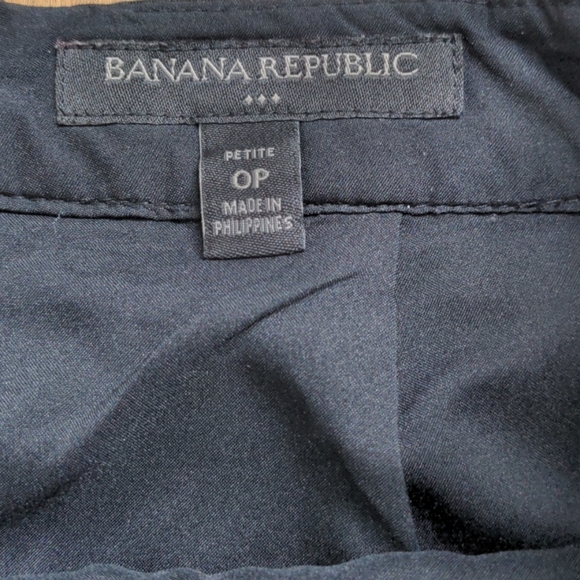 BANANA REPUBLIC
PETITE
0P
MADE IN
PHILIPPINES